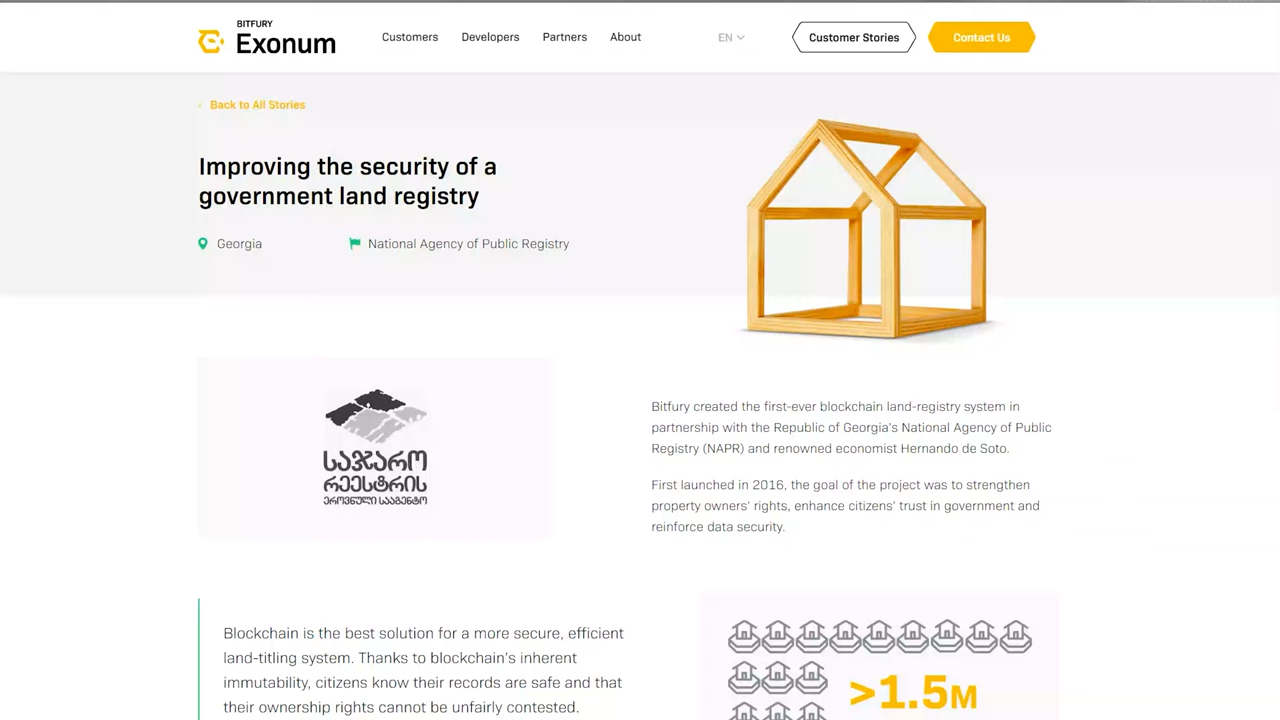 BITFURY
Exonum
Customers
Developers
Partners
About
EN
Customer Stories
Contact Us
Back to All Stories
Improving the security of a
government land registry
Georgia
National Agency of Public Registry
საჯარო
რეესტრის
ეროვნული სააგენტო
Bitfury created the first-ever blockchain land-registry system in
partnership with the Republic of Georgia's National Agency of Public
Registry (NAPR) and renowned economist Hernando de Soto.
First launched in 2016, the goal of the project was to strengthen
property owners' rights, enhance citizens' trust in government and
reinforce data security.
Blockchain is the best solution for a more secure, efficient
land-titling system. Thanks to blockchain's inherent
immutability, citizens know their records are safe and that
their ownership rights cannot be unfairly contested.
>1.5M